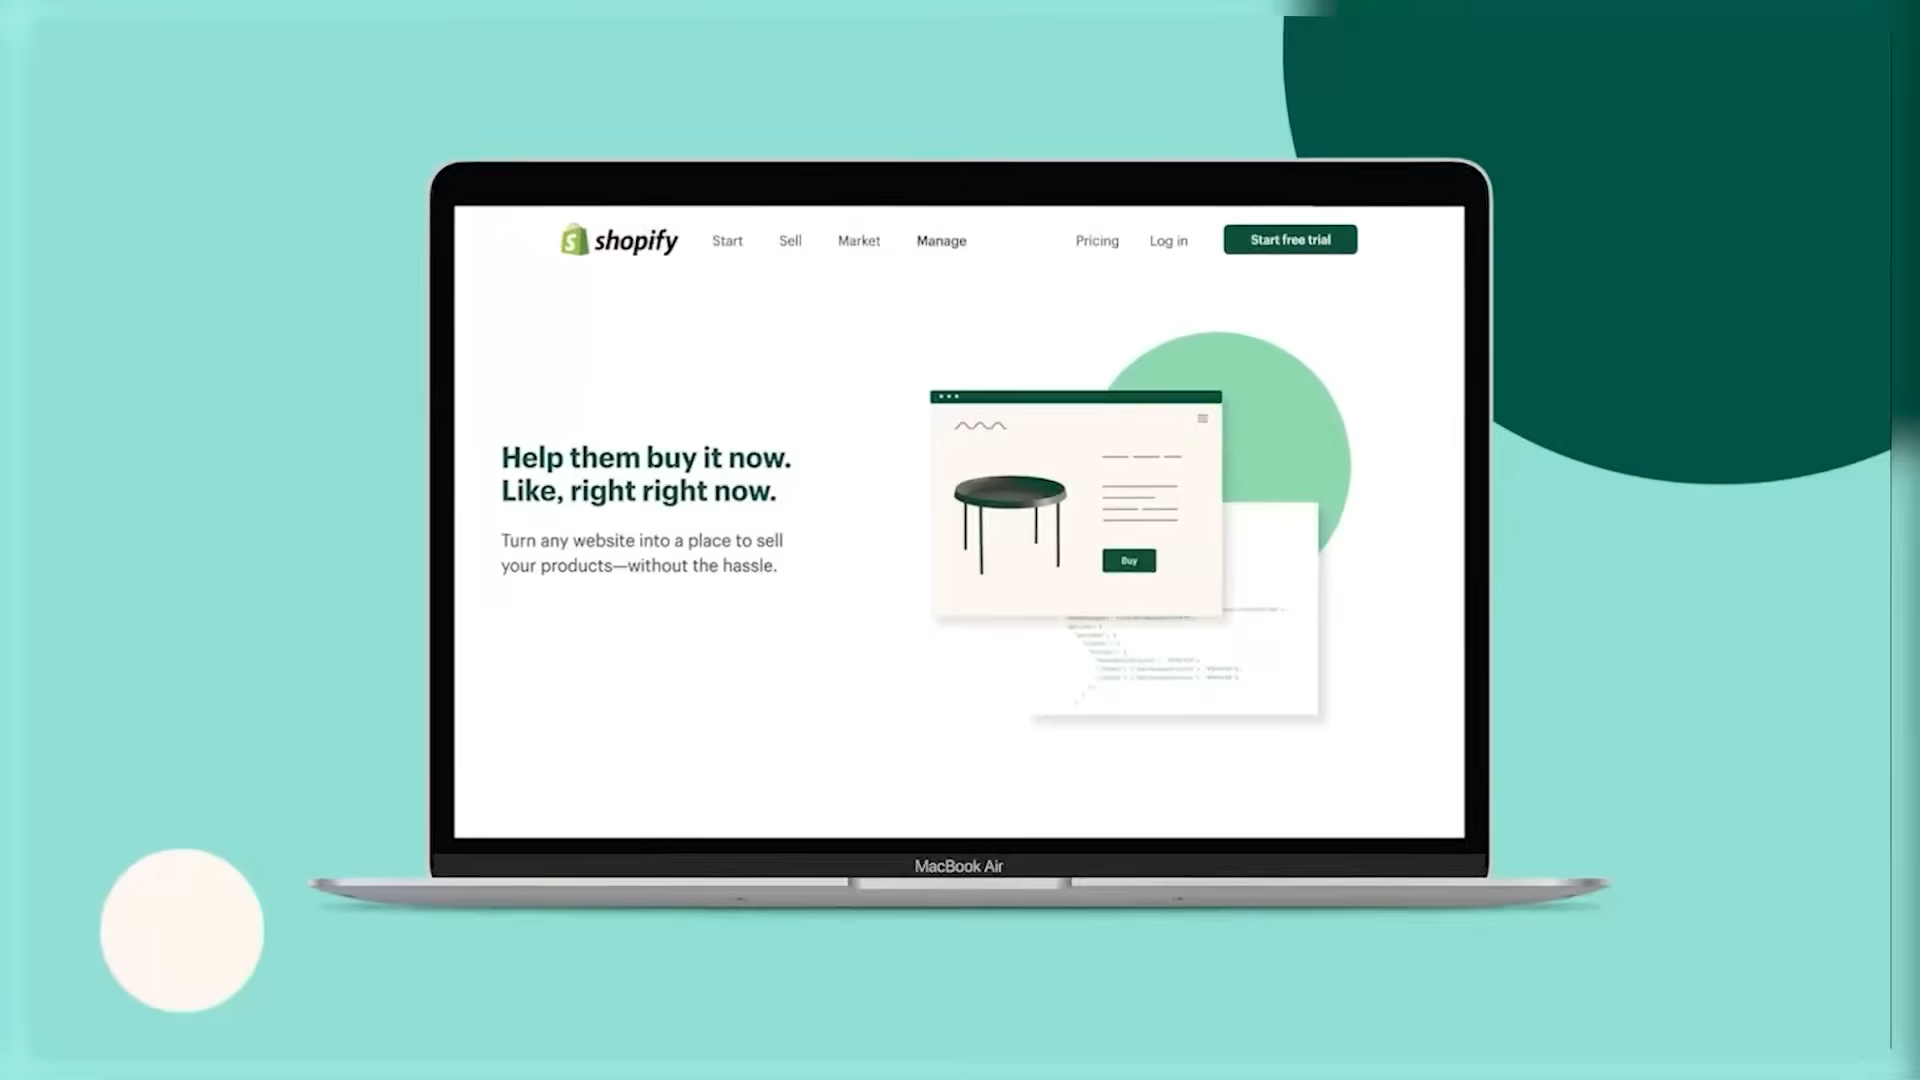 shopify
Start
Sell
Market
Manage
Pricing
Log in
Start free trial
Help them buy it now.
Like, right right now.
Turn any website into a place to sell
your products—without the hassle.
Buy
MacBook Air